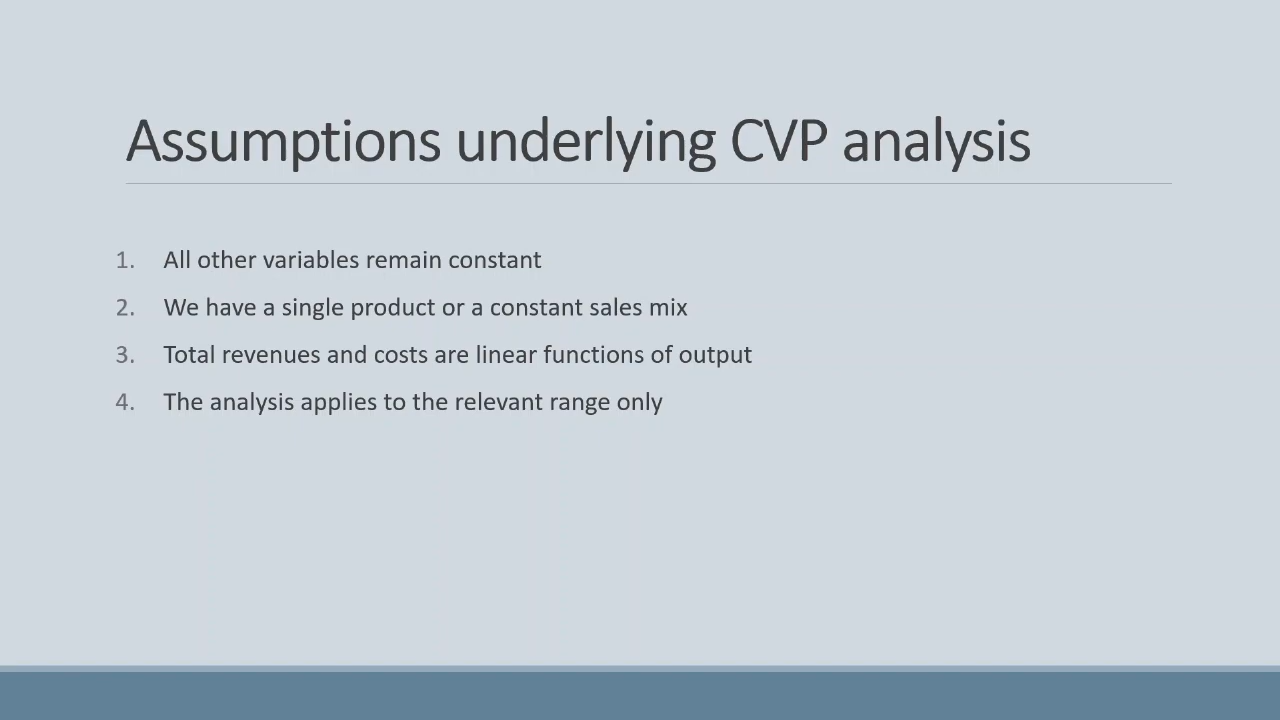 Assumptions underlying CVP analysis
1. All other variables remain constant
2. We have a single product or a constant sales mix
3. Total revenues and costs are linear functions of output
4. The analysis applies to the relevant range only